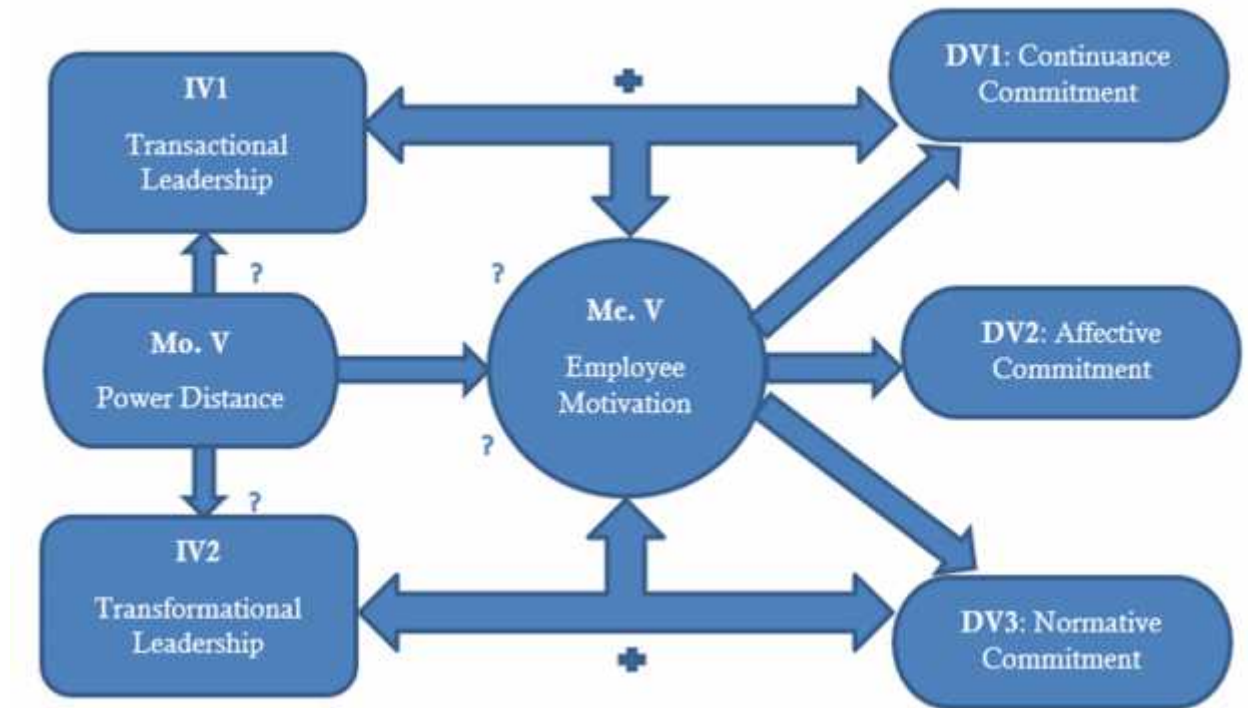 IV1
Transactional
Leadership
+
DV1: Continuance
Commitment
?
?
Mo. V
Power Distance
Me. V
Employee
Motivation
DV2: Affective
Commitment
?
?
IV2
Transformational
Leadership
+
DV3: Normative
Commitment